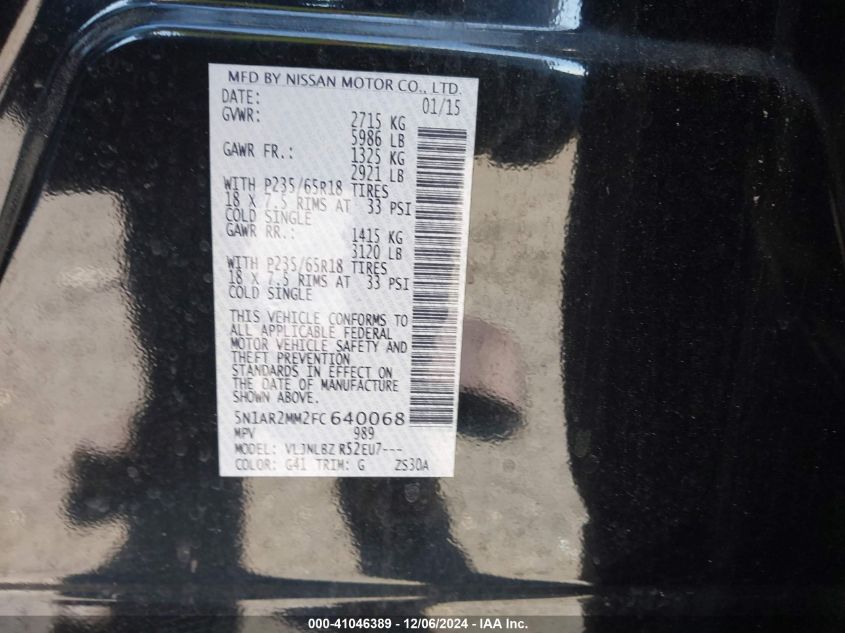 MFD BY NISSAN MOTOR CO., LTD.
DATE: 01/15
GVWR: 2715 KG
5986 LB
GAWR FR.: 1325 KG
2921 LB
WITH P235/65R18 TIRES
18 X 7.5 RIMS AT 33 PSI
COLD SINGLE
GAWR RR.: 1415 KG
3120 LB
WITH P235/65R18 TIRES
18 X 7.5 RIMS AT 33 PSI
COLD SINGLE
THIS VEHICLE CONFORMS TO
ALL APPLICABLE FEDERAL
MOTOR VEHICLE SAFETY AND
THEFT PREVENTION
STANDARDS IN EFFECT ON
THE DATE OF MANUFACTURE
SHOWN ABOVE.
5N1AR2MM2FC640068
MPV 989
MODEL: VLJNLBZ R52EU7---
COLOR: G41 TRIM: G ZS30A
000-41046389 - 12/06/2024 - IAA Inc.